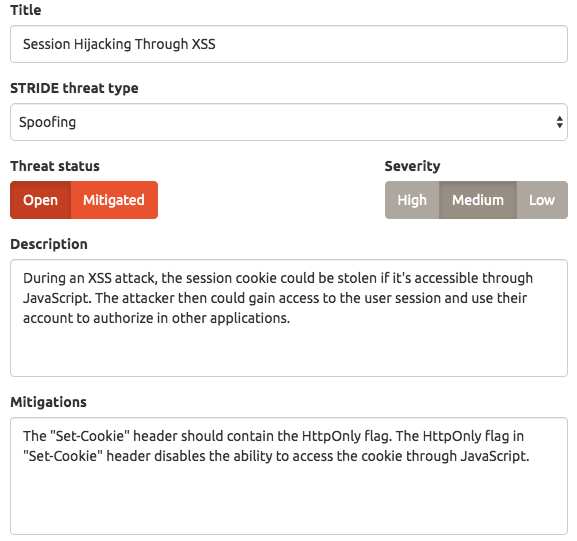 Title
Session Hijacking Through XSS
STRIDE threat type
Spoofing
Threat status
Severity
Open Mitigated
High Medium Low
Description
During an XSS attack, the session cookie could be stolen if it's accessible through
JavaScript. The attacker then could gain access to the user session and use their
account to authorize in other applications.
Mitigations
The "Set-Cookie" header should contain the HttpOnly flag. The HttpOnly flag in
"Set-Cookie" header disables the ability to access the cookie through JavaScript.